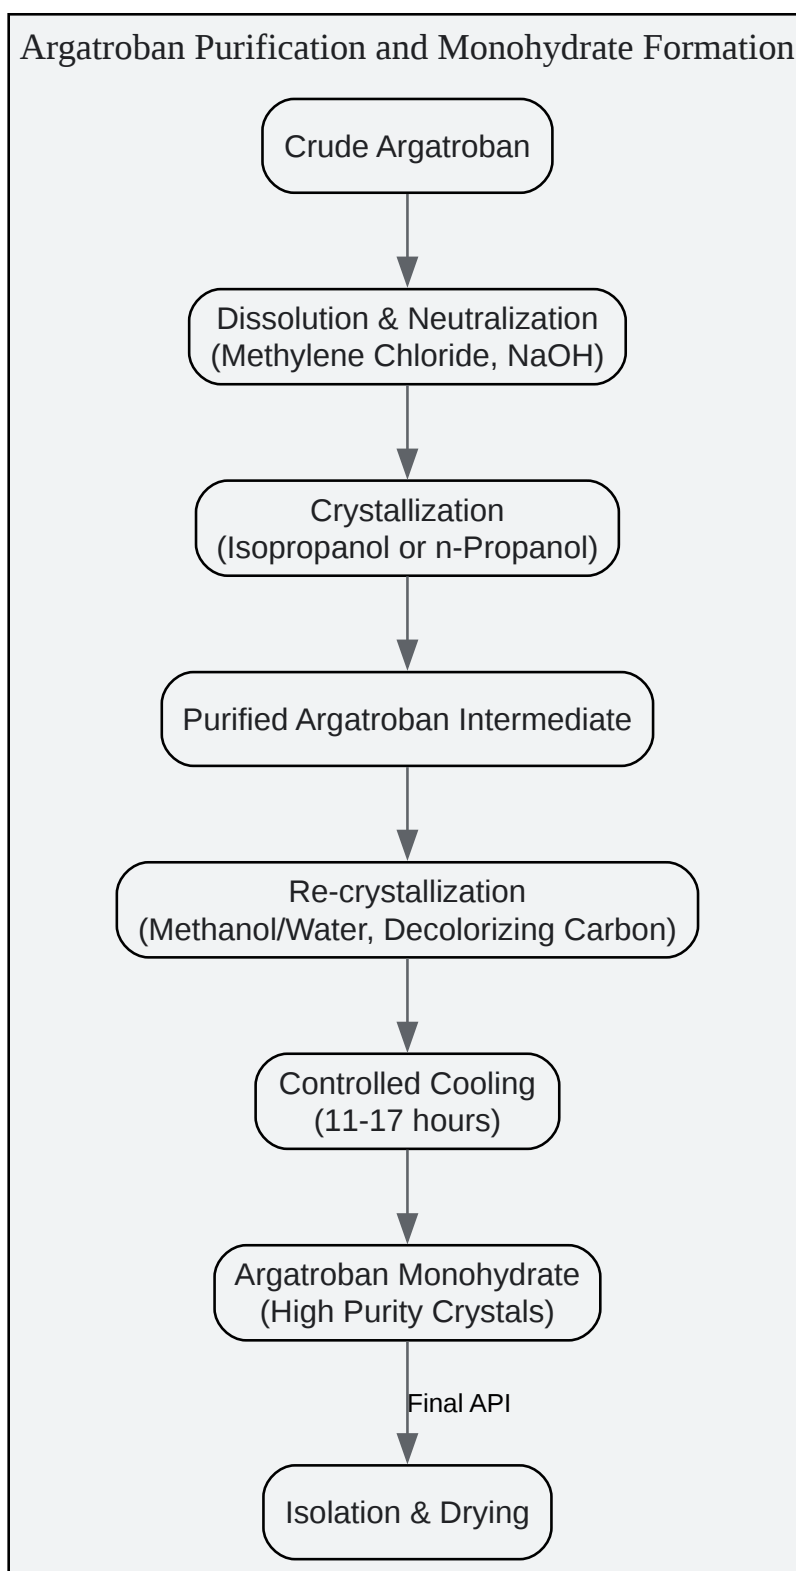 Argatroban Purification and Monohydrate Formation
Crude Argatroban
Dissolution & Neutralization
(Methylene Chloride, NaOH)
Crystallization
(Isopropanol or n-Propanol)
Purified Argatroban Intermediate
Re-crystallization
(Methanol/Water, Decolorizing Carbon)
Controlled Cooling
(11-17 hours)
Argatroban Monohydrate
(High Purity Crystals)
Final API
Isolation & Drying